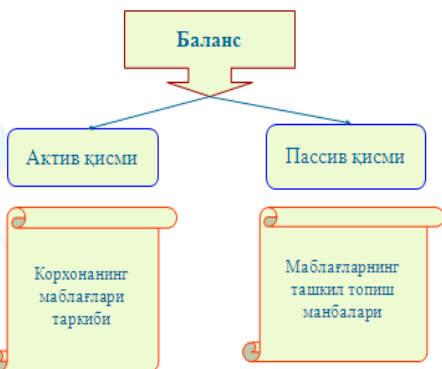 Баланс
Актив қисми
Пассив қисми
Корхонанинг
маблағлари
таркиби
Маблағларнинг
ташкил топиш
манбалари